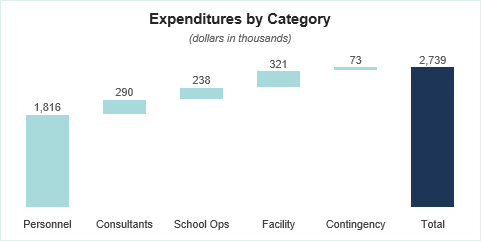 Expenditures by Category
(dollars in thousands)
1,816
290
238
321
73
2,739
Personnel
Consultants
School Ops
Facility
Contingency
Total